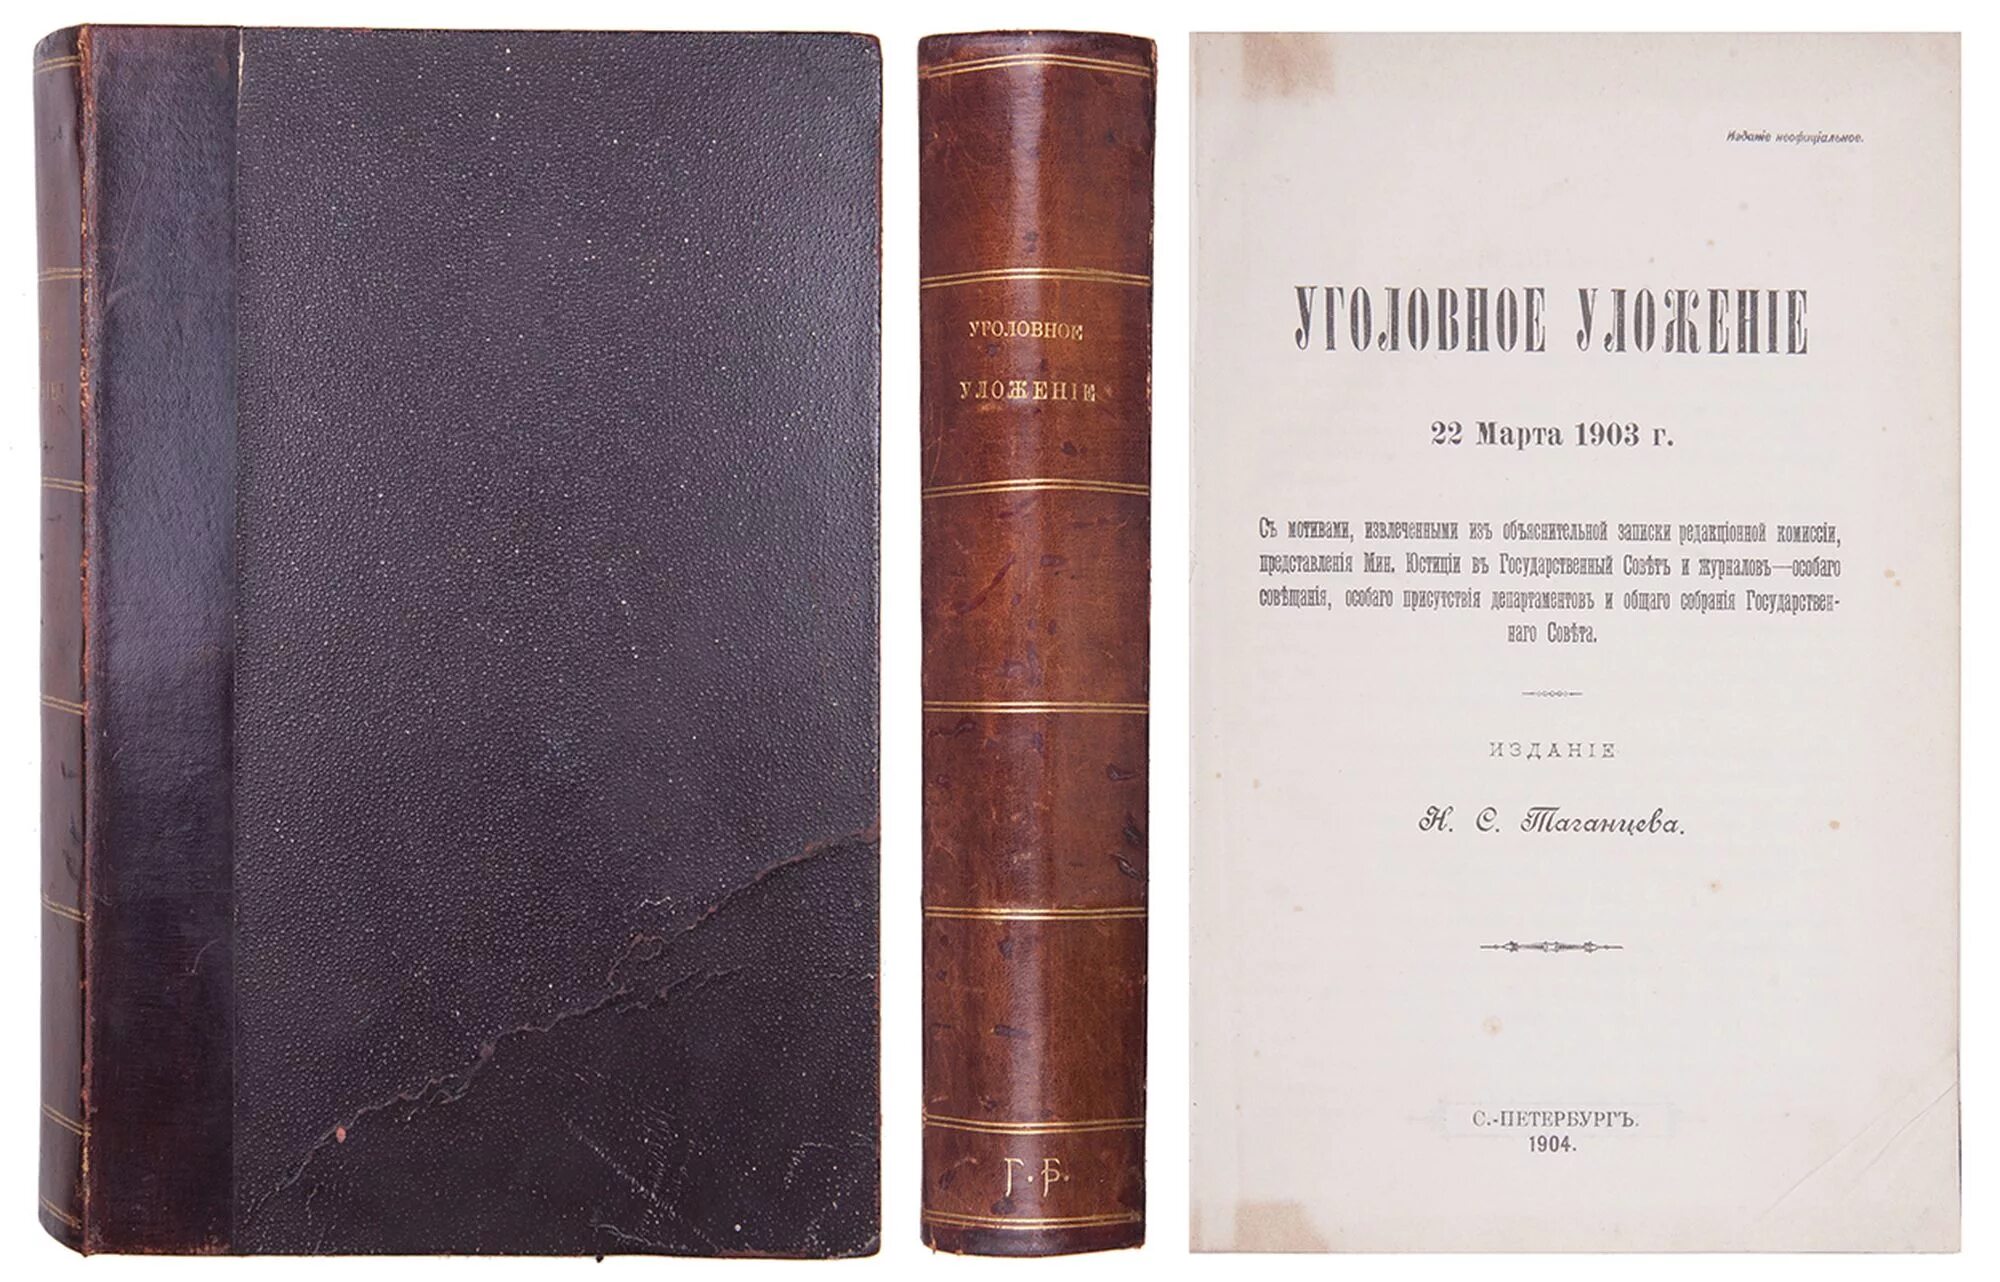 УГОЛОВНОЕ
УЛОЖЕНІЕ
Г. Б.
Изданіе неофиціальное.
УГОЛОВНОЕ УЛОЖЕНІЕ
22 Марта 1903 г.
Съ мотивами, извлеченными изъ объяснительной записки редакціонной комиссіи,
представленія Мин. Юстиціи въ Государственный Совѣтъ и журналовъ—особаго
совѣщанія, особаго присутствія департаментовъ и общаго собранія Государствен-
наго Совѣта.
ИЗДАНІЕ
Н. С. Таганцева.
С.-ПЕТЕРБУРГЪ.
1904.